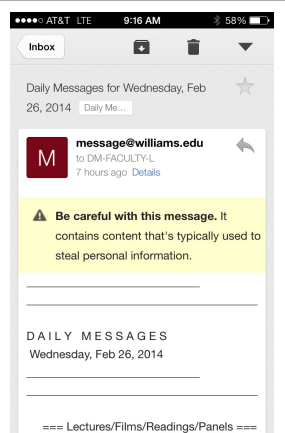 AT&T LTE 9:16 AM 58%
Inbox
Daily Messages for Wednesday, Feb
26, 2014 Daily Me...
M
message@williams.edu
to DM-FACULTY-L
7 hours ago Details
Be careful with this message. It
contains content that's typically used to
steal personal information.
DAILY MESSAGES
Wednesday, Feb 26, 2014
=== Lectures/Films/Readings/Panels ===